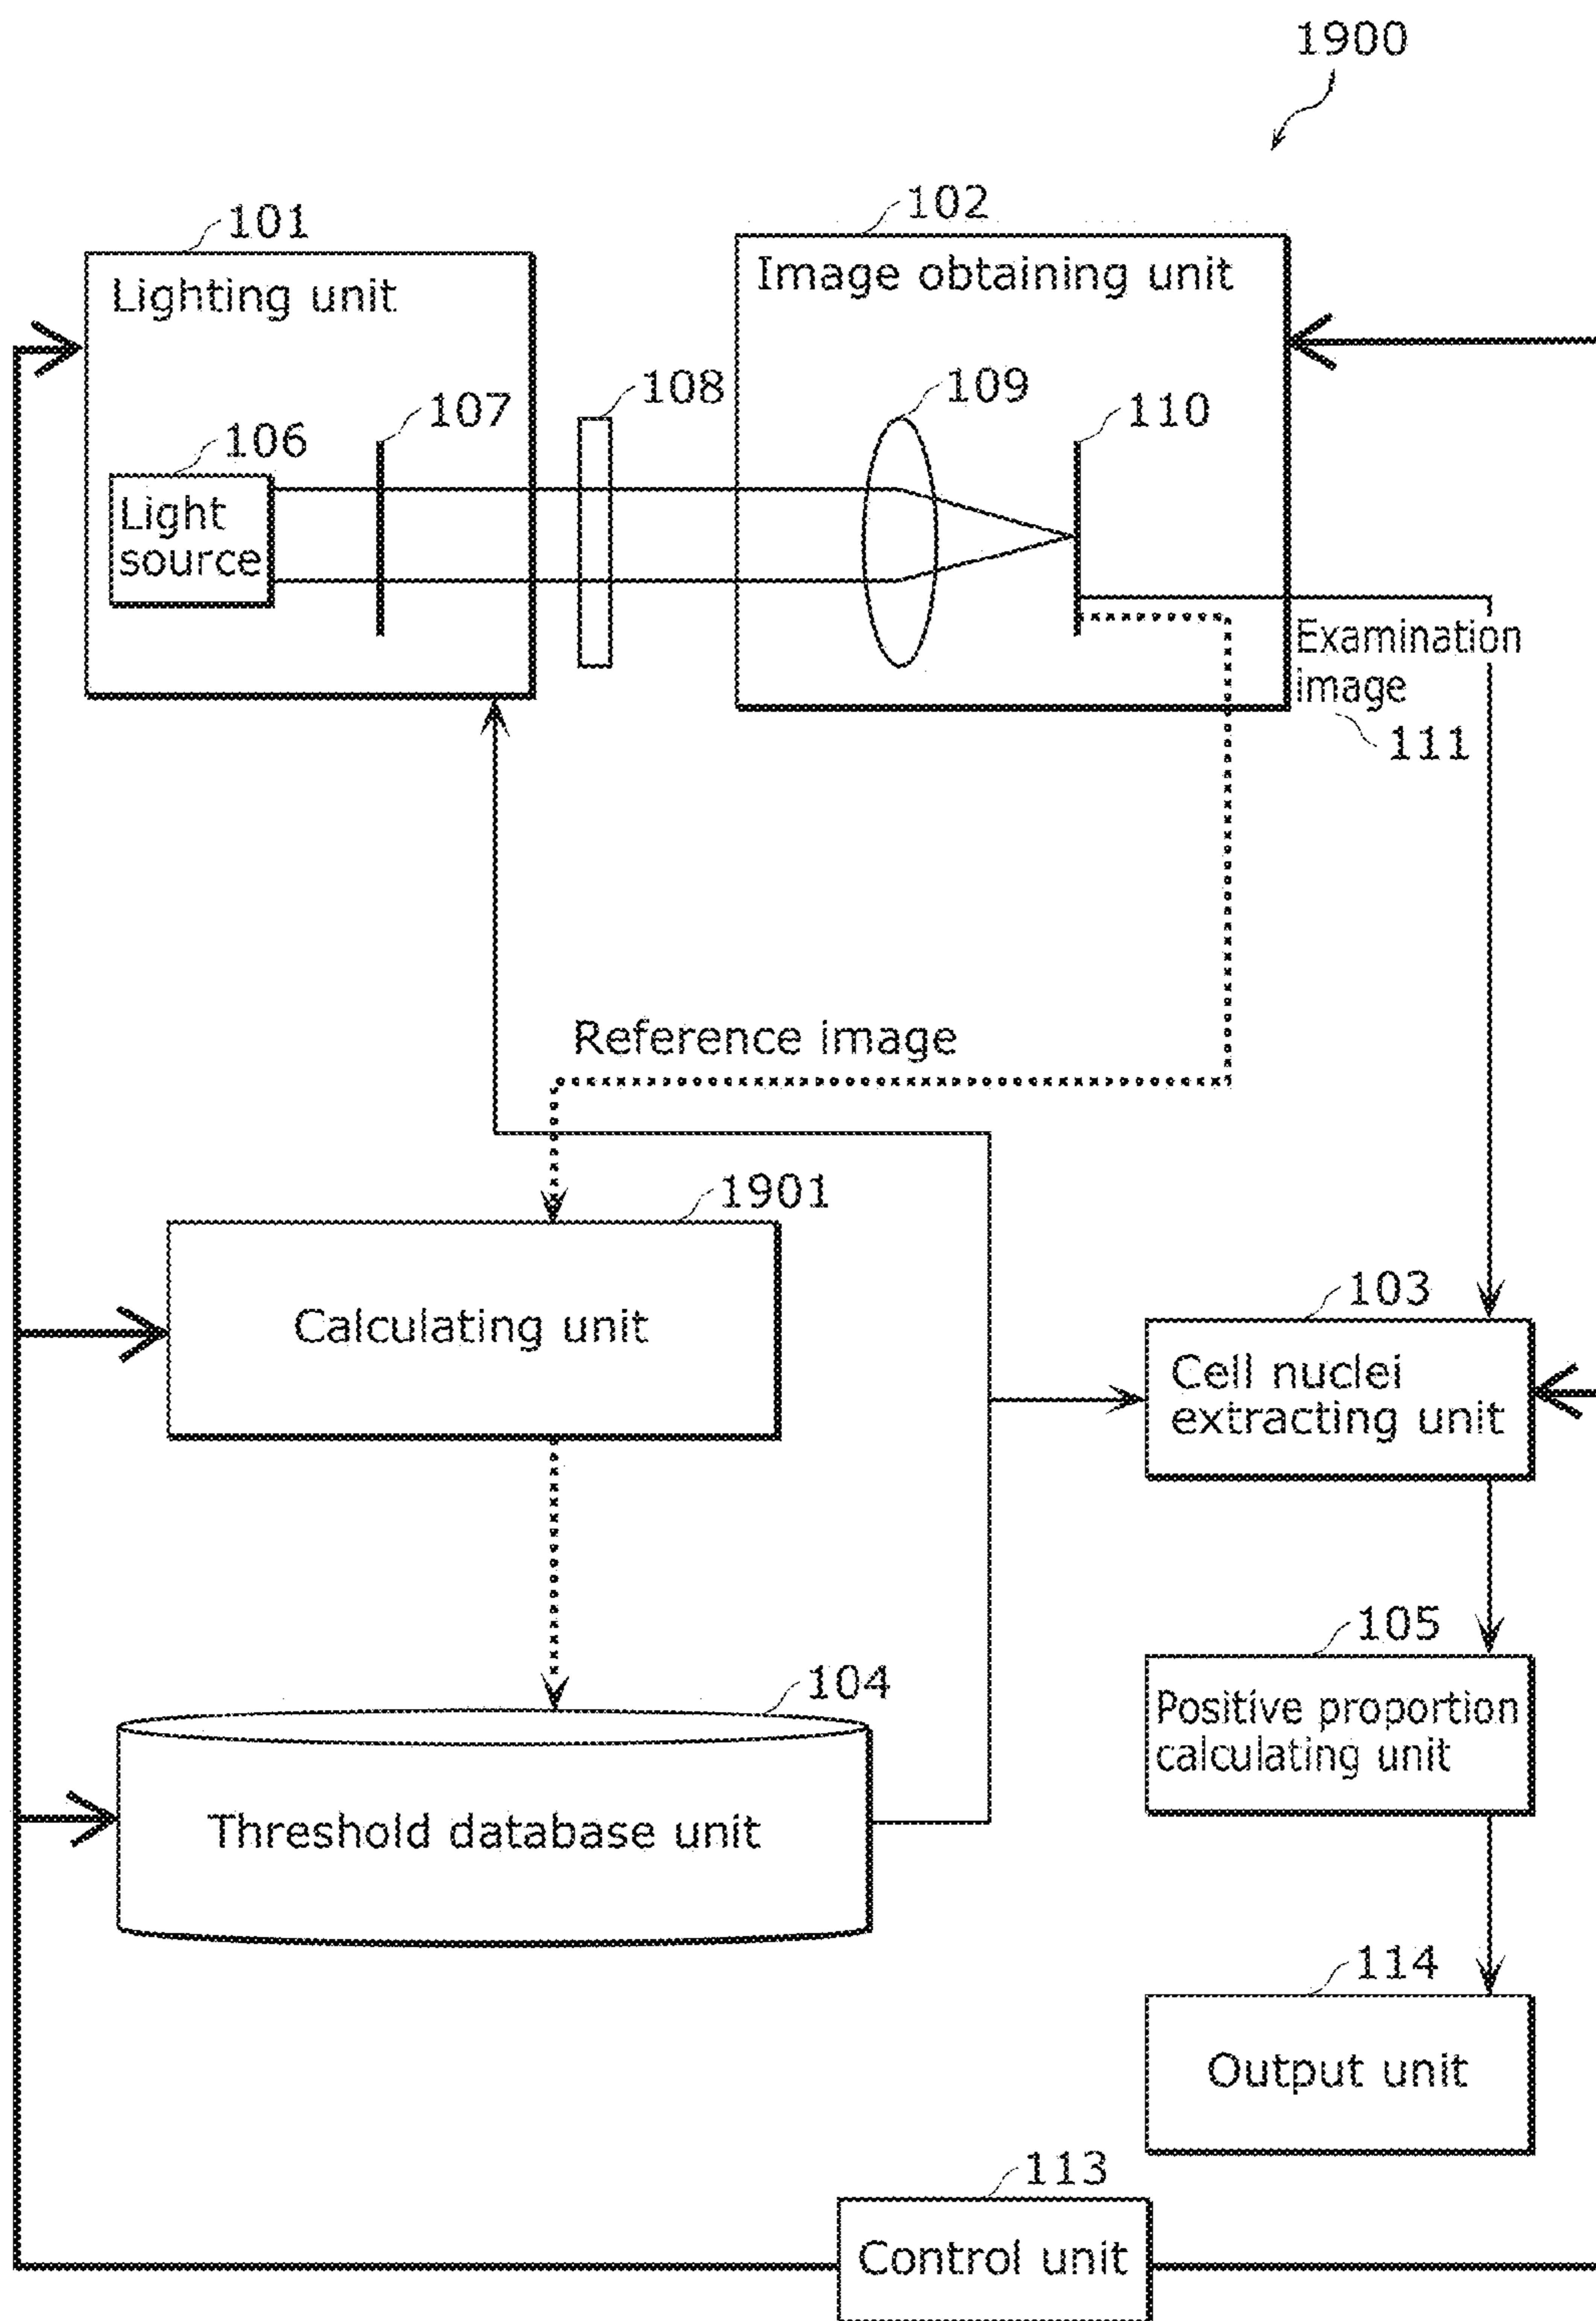 1900
101
102
Lighting unit
Image obtaining unit
108
109
107
110
106
Light
source
Examination
image
111
Reference image
1901
103
Calculating unit
Cell nuclei
extracting unit
105
104
Positive proportion
calculating unit
Threshold database unit
114
Output unit
113
Control unit